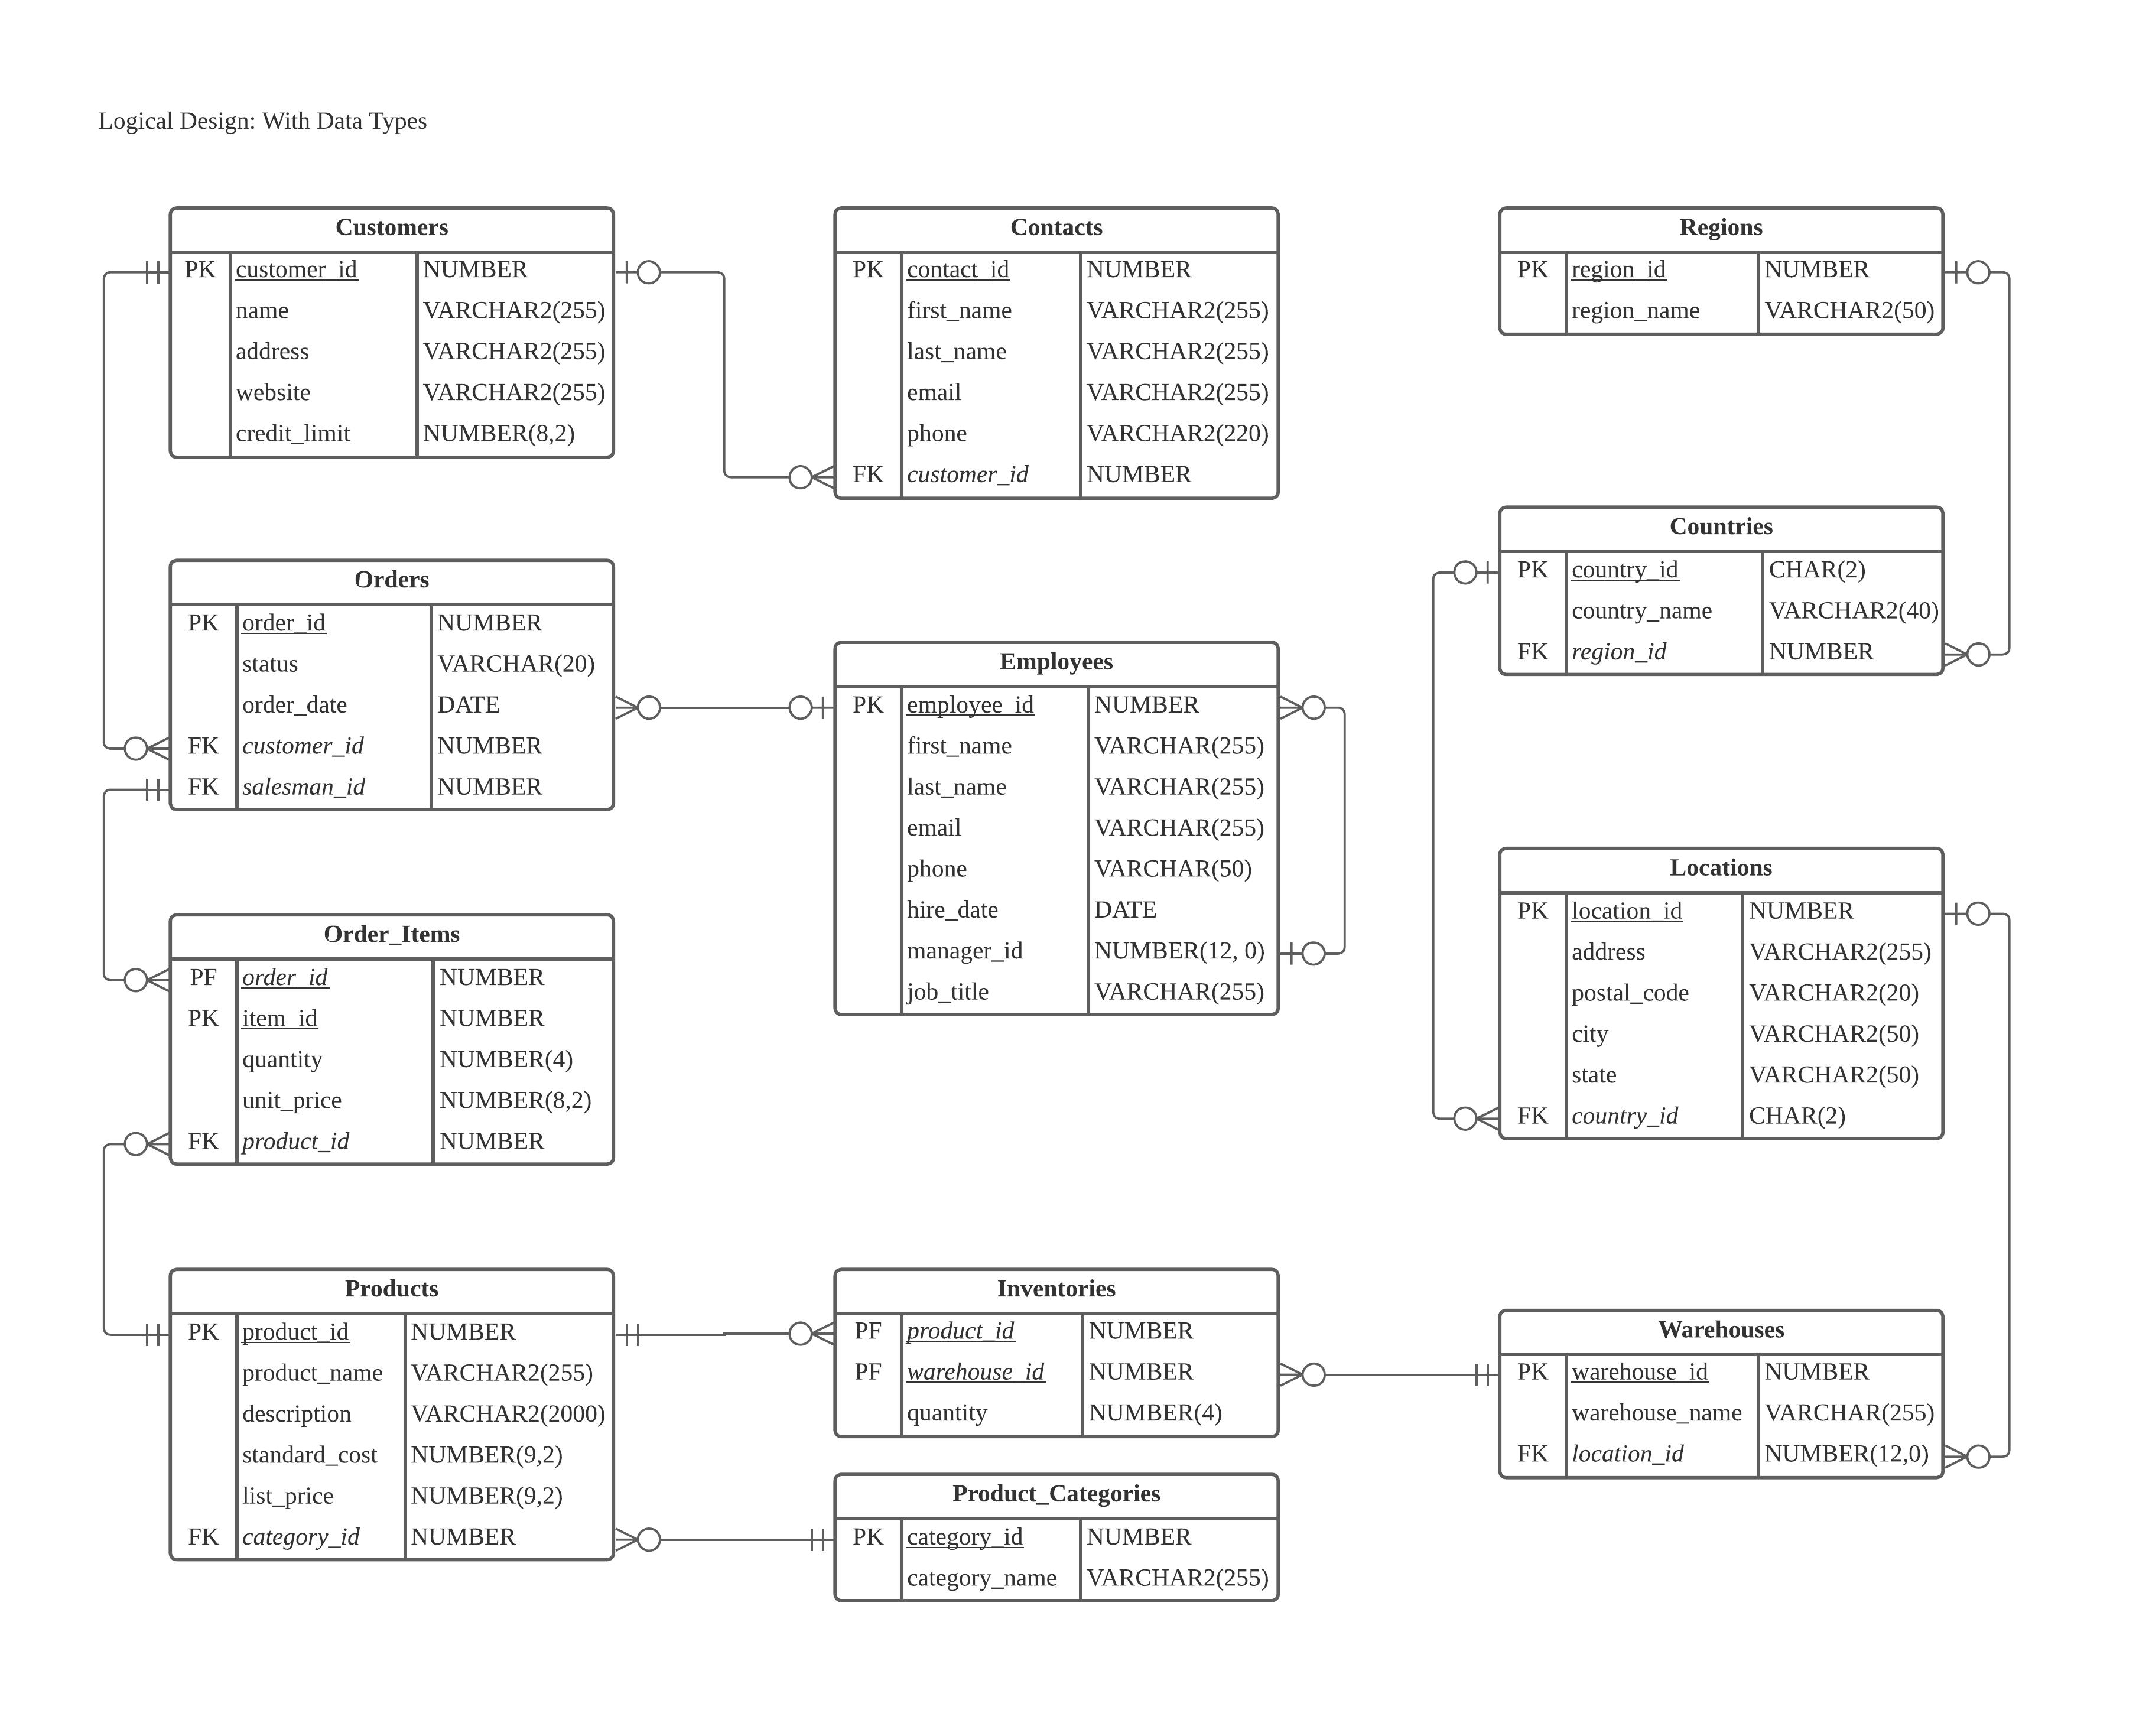 Logical Design: With Data Types
Customers
PK customer_id NUMBER
name VARCHAR2(255)
address VARCHAR2(255)
website VARCHAR2(255)
credit_limit NUMBER(8,2)
Contacts
PK contact_id NUMBER
first_name VARCHAR2(255)
last_name VARCHAR2(255)
email VARCHAR2(255)
phone VARCHAR2(220)
FK customer_id NUMBER
Regions
PK region_id NUMBER
region_name VARCHAR2(50)
Countries
PK country_id CHAR(2)
country_name VARCHAR2(40)
FK region_id NUMBER
Orders
PK order_id NUMBER
status VARCHAR(20)
order_date DATE
FK customer_id NUMBER
FK salesman_id NUMBER
Employees
PK employee_id NUMBER
first_name VARCHAR(255)
last_name VARCHAR(255)
email VARCHAR(255)
phone VARCHAR(50)
hire_date DATE
manager_id NUMBER(12, 0)
job_title VARCHAR(255)
Locations
PK location_id NUMBER
address VARCHAR2(255)
postal_code VARCHAR2(20)
city VARCHAR2(50)
state VARCHAR2(50)
FK country_id CHAR(2)
Order_Items
PF order_id NUMBER
PK item_id NUMBER
quantity NUMBER(4)
unit_price NUMBER(8,2)
FK product_id NUMBER
Products
PK product_id NUMBER
product_name VARCHAR2(255)
description VARCHAR2(2000)
standard_cost NUMBER(9,2)
list_price NUMBER(9,2)
FK category_id NUMBER
Inventories
PF product_id NUMBER
PF warehouse_id NUMBER
quantity NUMBER(4)
Warehouses
PK warehouse_id NUMBER
warehouse_name VARCHAR(255)
FK location_id NUMBER(12,0)
Product_Categories
PK category_id NUMBER
category_name VARCHAR2(255)